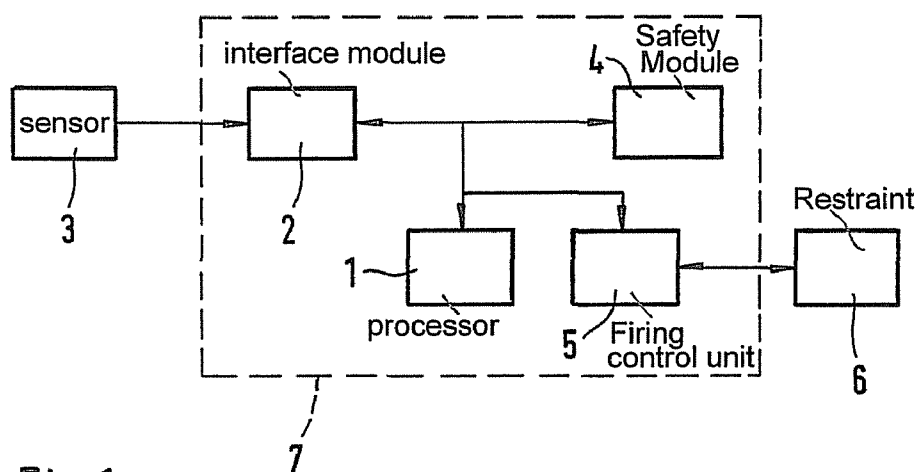 interface module
Safety
4 Module
sensor
3
2
Restraint
1
processor
5 Firing
control unit
6
7
Fig. 1